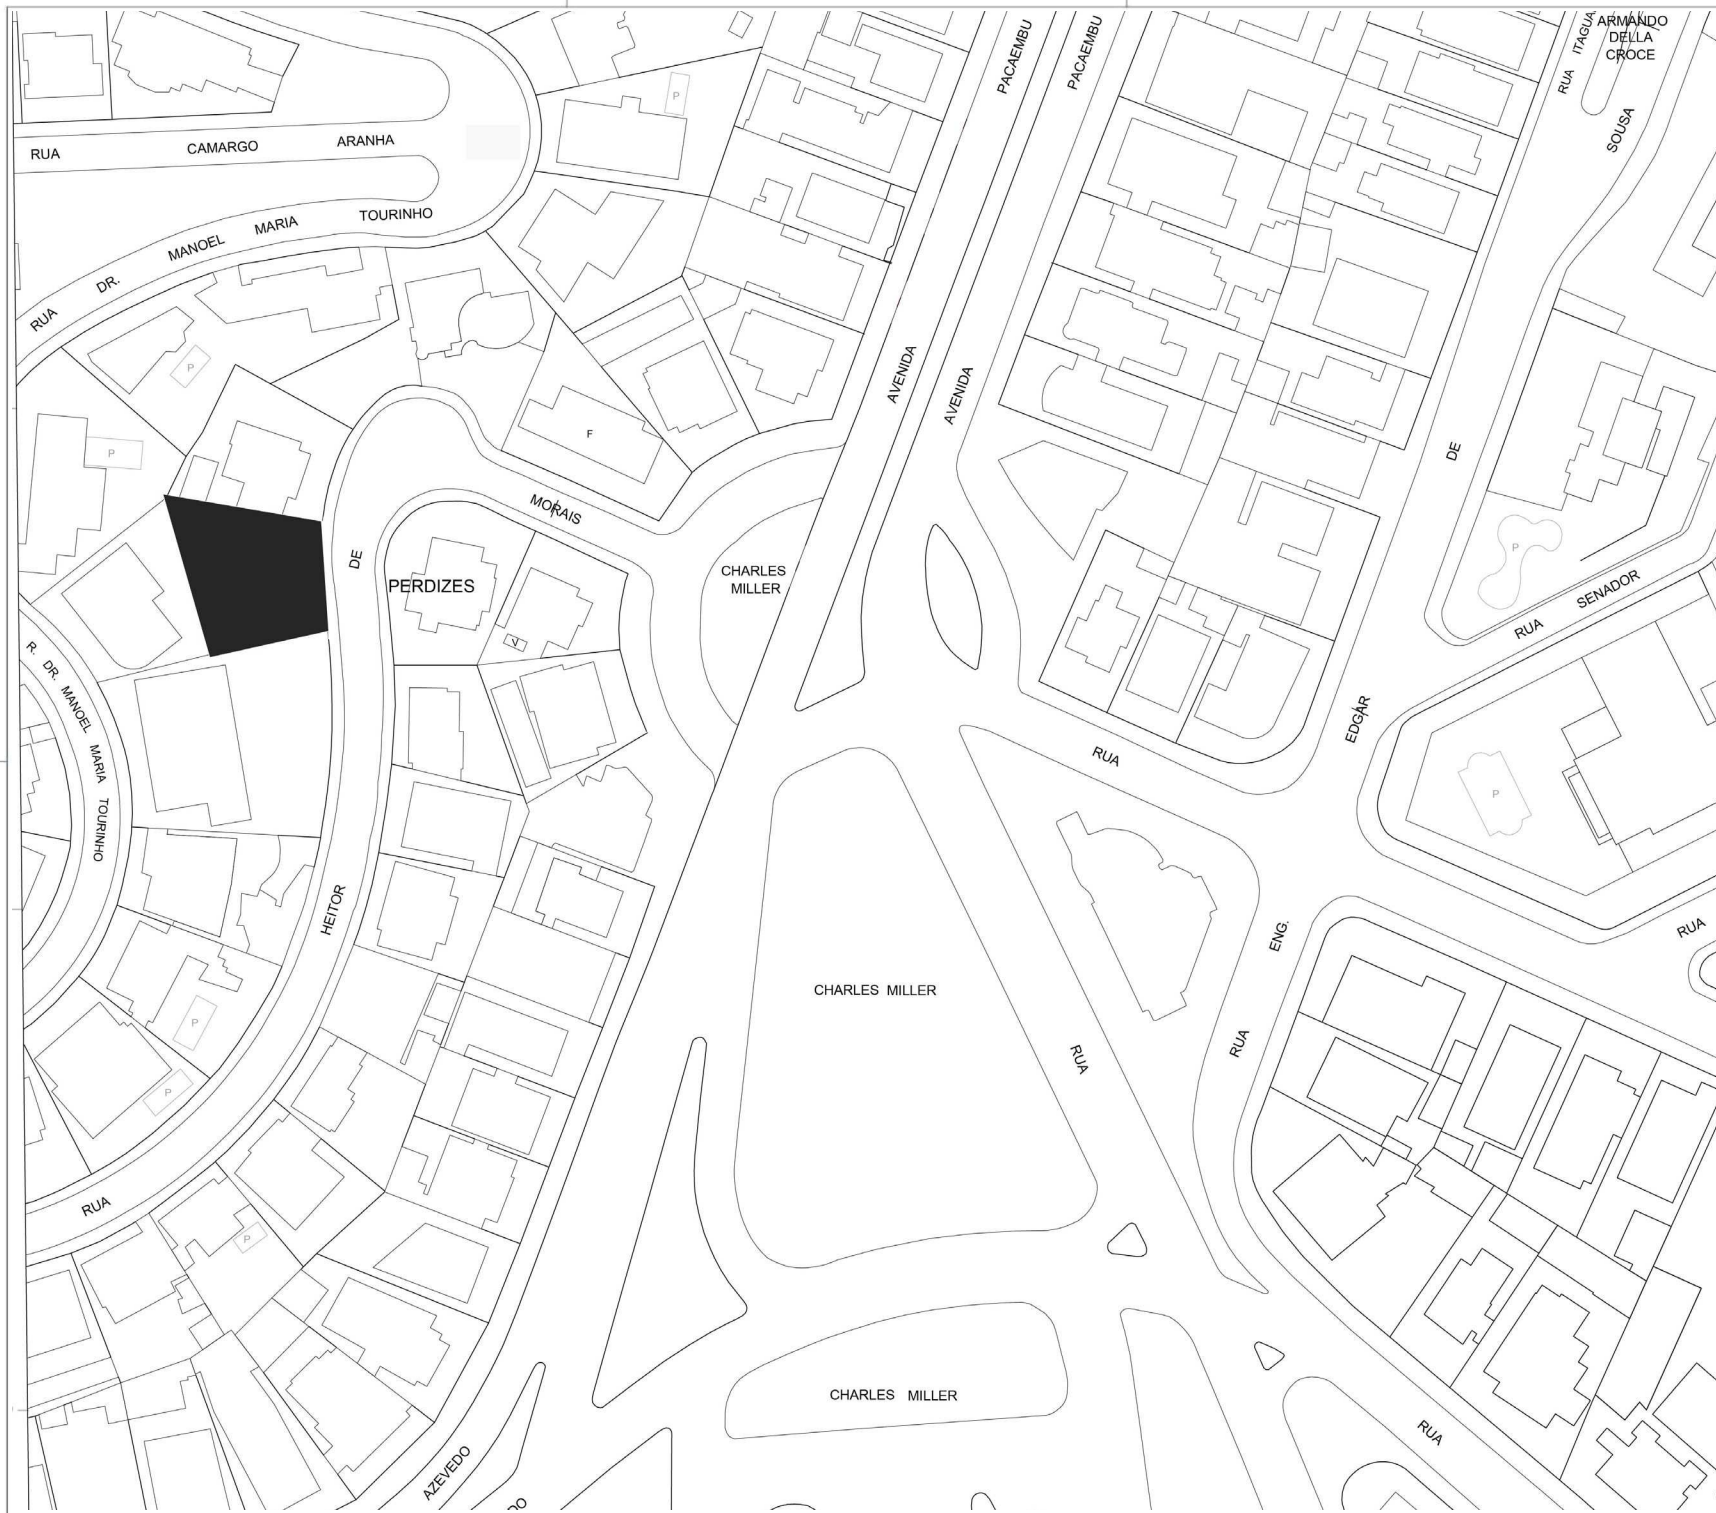 PACAEMBU
PACAEMBU
RUA ITAGUA
ARMANDO
DELLA
CROCE
SOUSA
P
RUA CAMARGO ARANHA
RUA DR. MANOEL MARIA TOURINHO
P
AVENIDA
AVENIDA
F
P
DE
MORAIS
DE
PERDIZES
CHARLES
MILLER
P
RUA SENADOR
V
R. DR. MANOEL MARIA TOURINHO
EDGAR
RUA
P
HEITOR
ENG.
RUA
CHARLES MILLER
P
RUA
RUA
P
RUA
P
CHARLES MILLER
RUA
AZEVEDO
DO